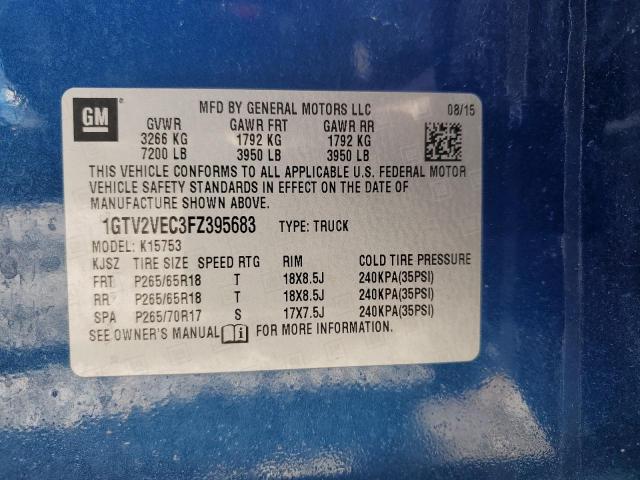 GM
MFD BY GENERAL MOTORS LLC 08/15
GVWR GAWR FRT GAWR RR
3266 KG 1792 KG 1792 KG
7200 LB 3950 LB 3950 LB
THIS VEHICLE CONFORMS TO ALL APPLICABLE U.S. FEDERAL MOTOR
VEHICLE SAFETY STANDARDS IN EFFECT ON THE DATE OF
MANUFACTURE SHOWN ABOVE.
1GTV2VEC3FZ395683 TYPE: TRUCK
MODEL: K15753
KJSZ TIRE SIZE SPEED RTG RIM COLD TIRE PRESSURE
FRT P265/65R18 T 18X8.5J 240KPA(35PSI)
RR P265/65R18 T 18X8.5J 240KPA(35PSI)
SPA P265/70R17 S 17X7.5J 240KPA(35PSI)
SEE OWNER'S MANUAL FOR MORE INFORMATION.